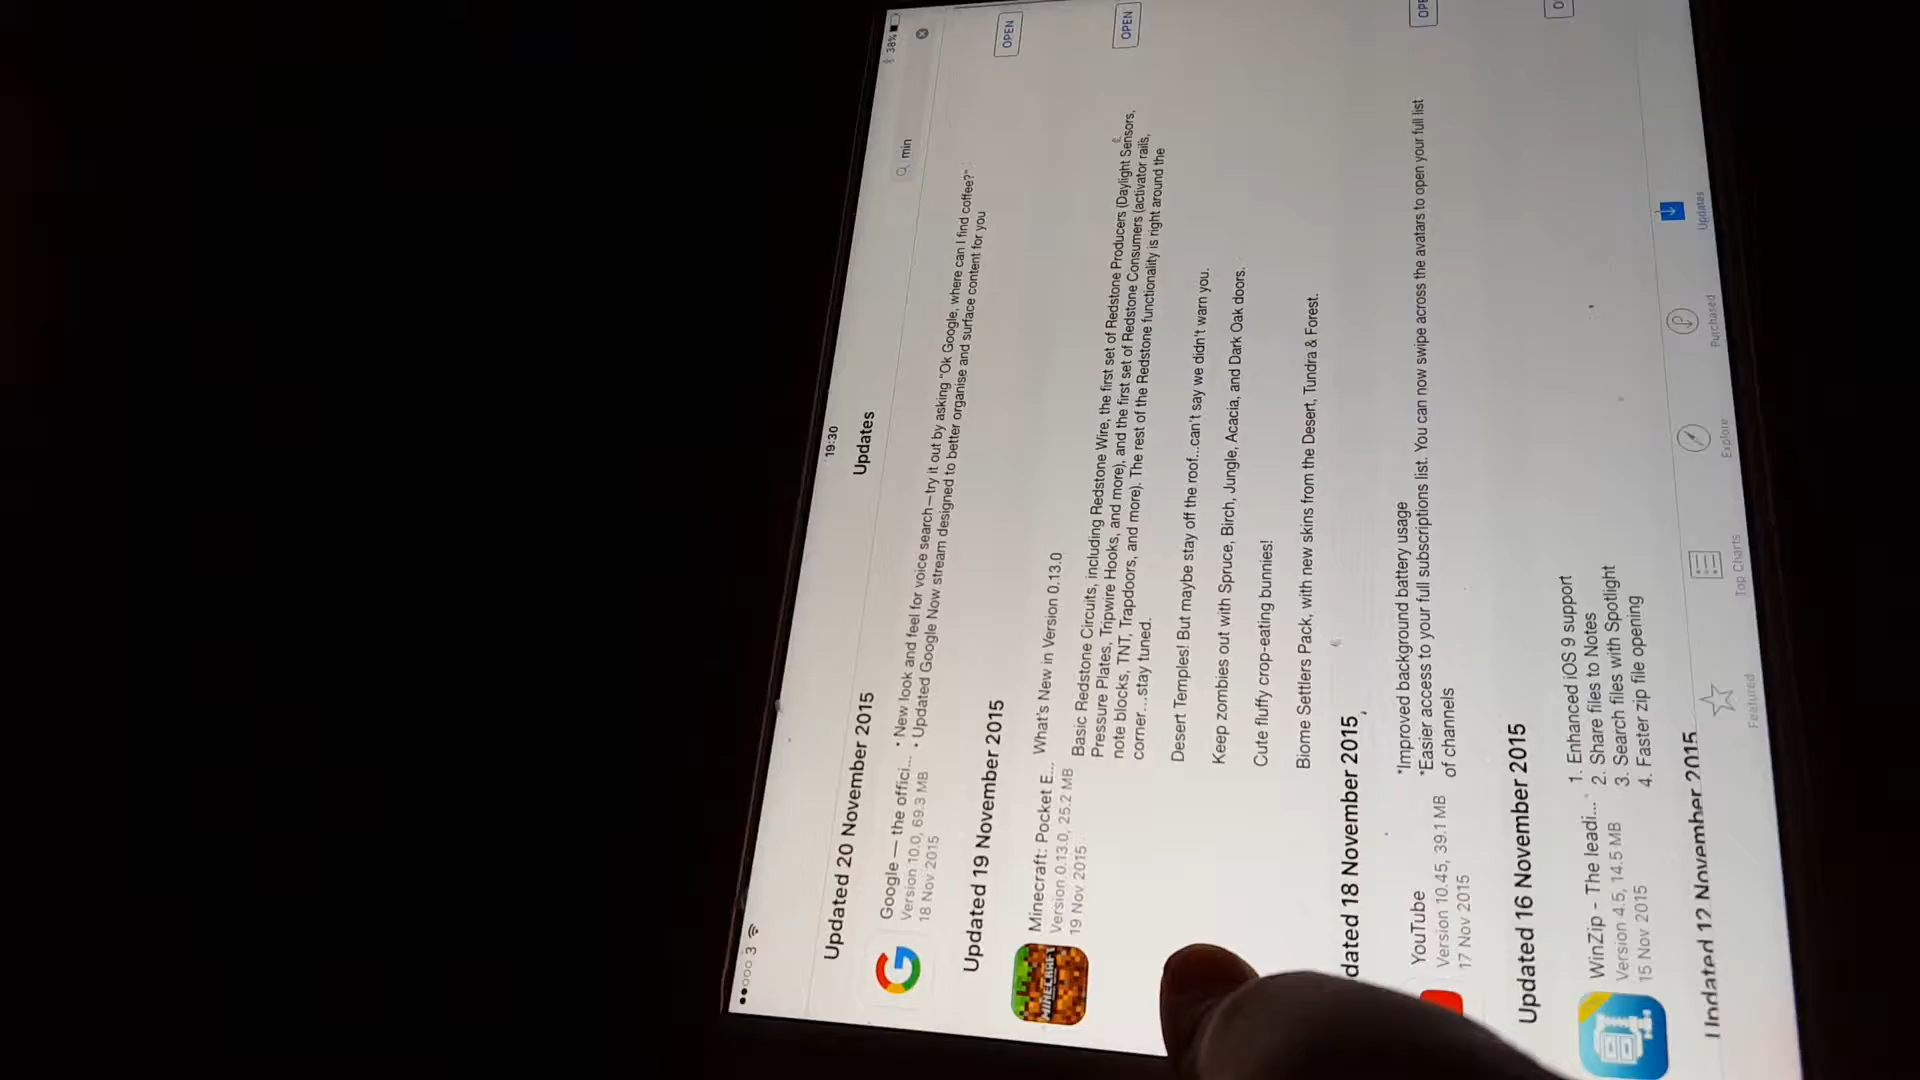 ●●○○○ 3
19:30
38%
Updates
min
Updated 20 November 2015
Google — the offici...
Version 10.0, 69.3 MB
18 Nov 2015
• New look and feel for voice search – try it out by asking "Ok Google, where can I find coffee?"
• Updated Google Now stream designed to better organise and surface content for you
OPEN
Updated 19 November 2015
MINECRAFT
Minecraft: Pocket E...
Version 0.13.0, 25.2 MB
19 Nov 2015
What's New in Version 0.13.0
Basic Redstone Circuits, including Redstone Wire, the first set of Redstone Producers (Daylight Sensors,
Pressure Plates, Tripwire Hooks, and more), and the first set of Redstone Consumers (activator rails,
note blocks, TNT, Trapdoors, and more). The rest of the Redstone functionality is right around the
corner...stay tuned.
Desert Temples! But maybe stay off the roof...can't say we didn't warn you.
Keep zombies out with Spruce, Birch, Jungle, Acacia, and Dark Oak doors.
Cute fluffy crop-eating bunnies!
Biome Settlers Pack, with new skins from the Desert, Tundra & Forest.
OPEN
dated 18 November 2015
YouTube
Version 10.45, 39.1 MB
17 Nov 2015
*Improved background battery usage
*Easier access to your full subscriptions list. You can now swipe across the avatars to open your full list
of channels
OPE
Updated 16 November 2015
WinZip - The leadi...
Version 4.5, 14.5 MB
15 Nov 2015
1. Enhanced iOS 9 support
2. Share files to Notes
3. Search files with Spotlight
4. Faster zip file opening
O
Updated 12 November 2015
Featured
Top Charts
Explore
Purchased
Updates